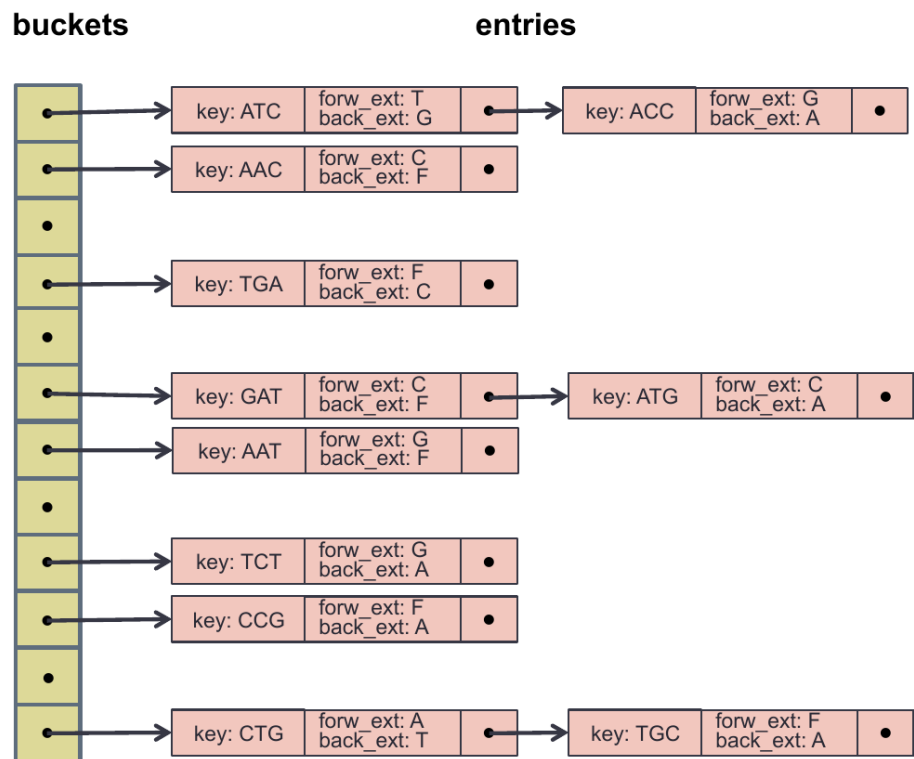 buckets entries
key: ATC forw_ext: T key: ACC forw_ext: G
back_ext: G back_ext: A
key: AAC forw_ext: C
back_ext: F
key: TGA forw_ext: F
back_ext: C
key: GAT forw_ext: C key: ATG forw_ext: C
back_ext: F back_ext: A
key: AAT forw_ext: G
back_ext: F
key: TCT forw_ext: G
back_ext: A
key: CCG forw_ext: F
back_ext: A
key: CTG forw_ext: A key: TGC forw_ext: F
back_ext: T back_ext: A